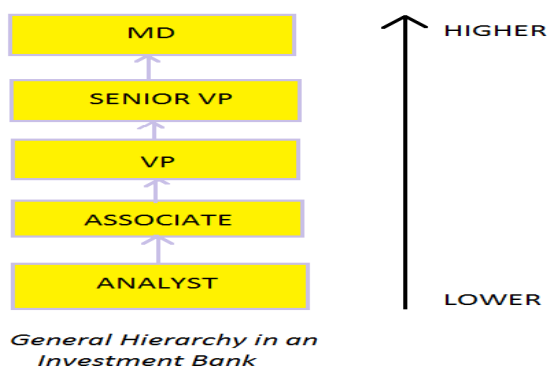 MD
HIGHER
SENIOR VP
VP
ASSOCIATE
ANALYST
LOWER
General Hierarchy in an
Investment Bank